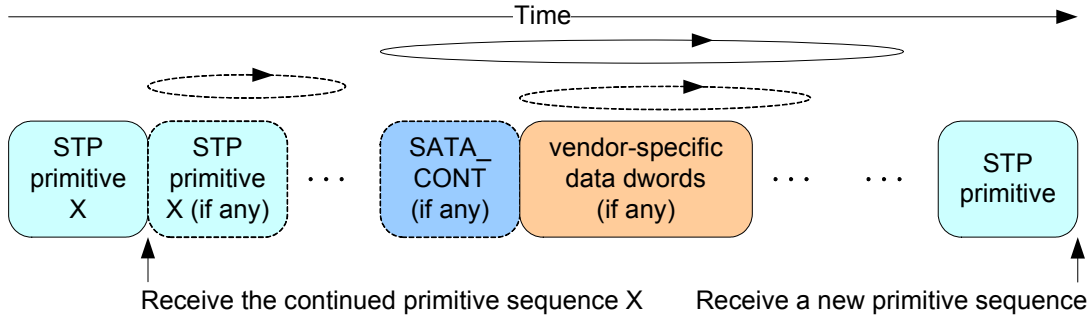 Time
STP
primitive
X
STP
primitive
X (if any)
. . .
SATA_
CONT
(if any)
vendor-specific
data dwords
(if any)
. . .
. . .
STP
primitive
Receive the continued primitive sequence X
Receive a new primitive sequence